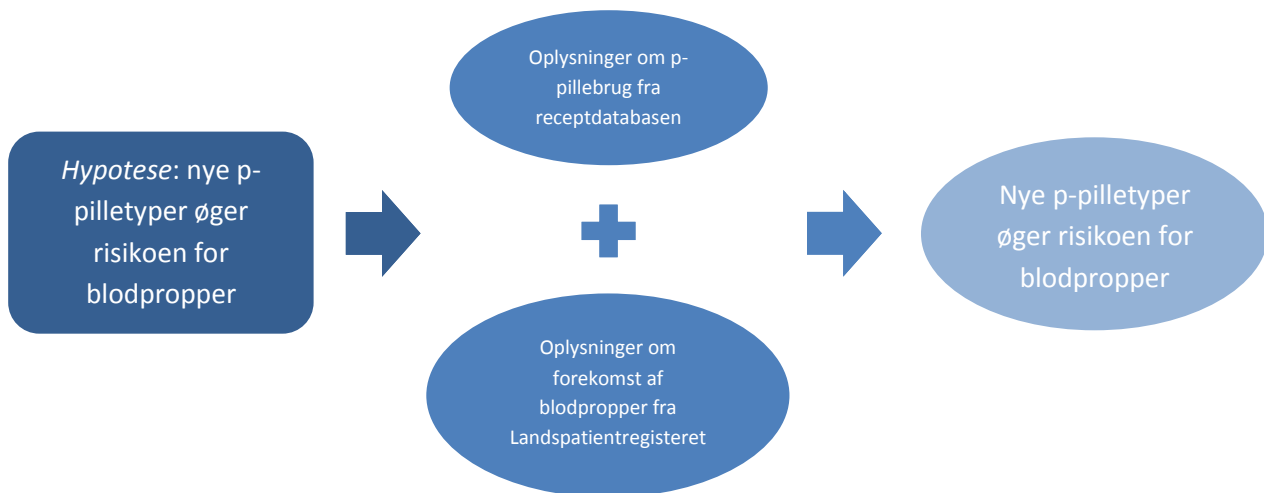 Hypotese: nye p-
pilletyper øger
risikoen for
blodpropper
Oplysninger om p-
pillebrug fra
receptdatabasen
Oplysninger om
forekomst af
blodpropper fra
Landspatientregisteret
Nye p-pilletyper
øger risikoen for
blodpropper